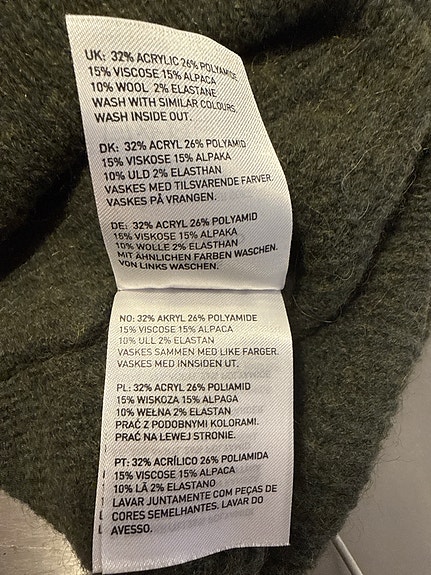 UK: 32% ACRYLIC 26% POLYAMIDE
15% VISCOSE 15% ALPACA
10% WOOL 2% ELASTANE
WASH WITH SIMILAR COLOURS.
WASH INSIDE OUT.
DK: 32% ACRYL 26% POLYAMID
15% VISKOSE 15% ALPAKA
10% ULD 2% ELASTHAN
VASKES MED TILSVARENDE FARVER.
VASKES PÅ VRANGEN.
DE: 32% ACRYL 26% POLYAMID
15% VISKOSE 15% ALPAKA
10% WOLLE 2% ELASTHAN
MIT ÄHNLICHEN FARBEN WASCHEN.
VON LINKS WASCHEN.
NO: 32% AKRYL 26% POLYAMIDE
15% VISCOSE 15% ALPACA
10% ULL 2% ELASTAN
VASKES SAMMEN MED LIKE FARGER.
VASKES MED INNSIDEN UT.
PL: 32% ACRYL 26% POLIAMID
15% WISKOZA 15% ALPAGA
10% WEŁNA 2% ELASTAN
PRAĆ Z PODOBNYMI KOLORAMI.
PRAĆ NA LEWEJ STRONIE.
PT: 32% ACRÍLICO 26% POLIAMIDA
15% VISCOSE 15% ALPACA
10% LÃ 2% ELASTANO
LAVAR JUNTAMENTE COM PEÇAS DE
CORES SEMELHANTES. LAVAR DO
AVESSO.